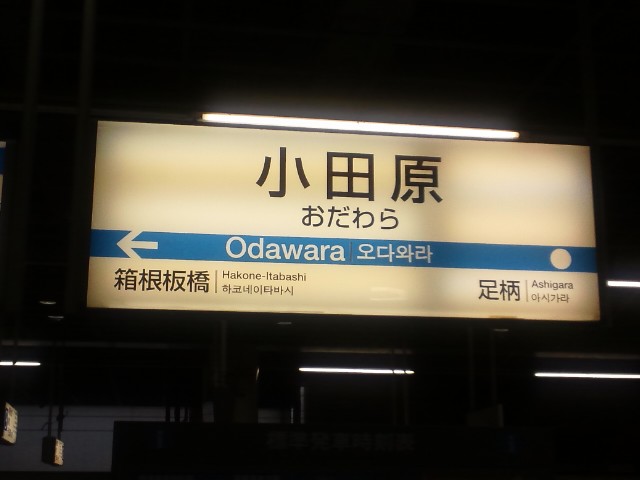 小田原
おだわら
Odawara 오다와라
箱根板橋 Hakone-Itabashi
하코네이타바시
足柄 Ashigara
아시가라